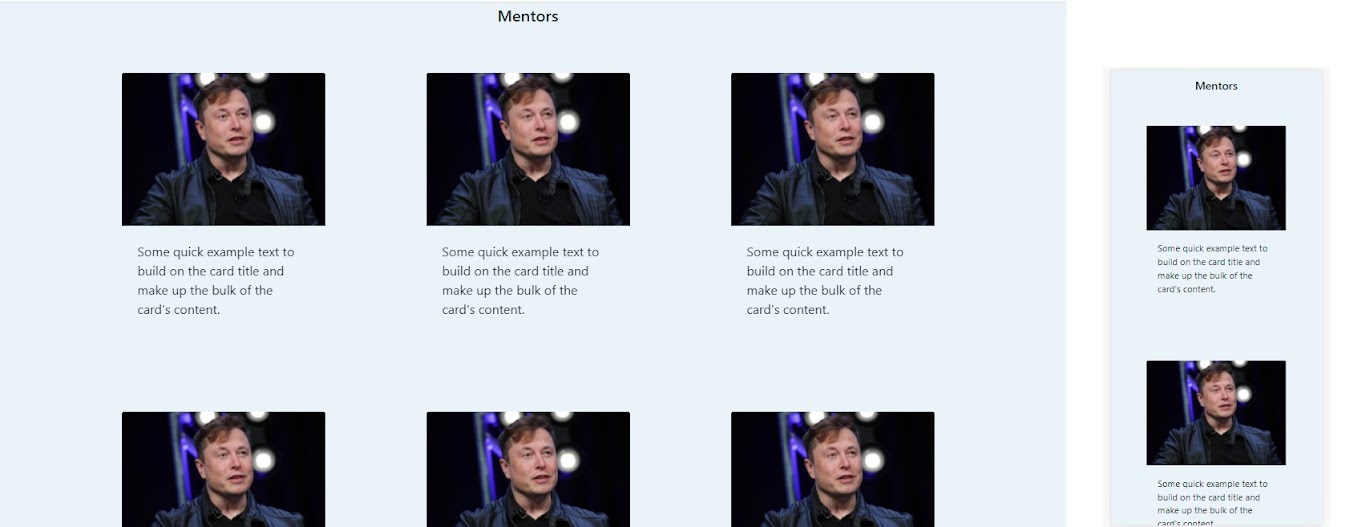 Mentors
Some quick example text to
build on the card title and
make up the bulk of the
card's content.
Some quick example text to
build on the card title and
make up the bulk of the
card's content.
Some quick example text to
build on the card title and
make up the bulk of the
card's content.
Mentors
Some quick example text to
build on the card title and
make up the bulk of the
card's content.
Some quick example text to
build on the card title and
make up the bulk of the
card's content.